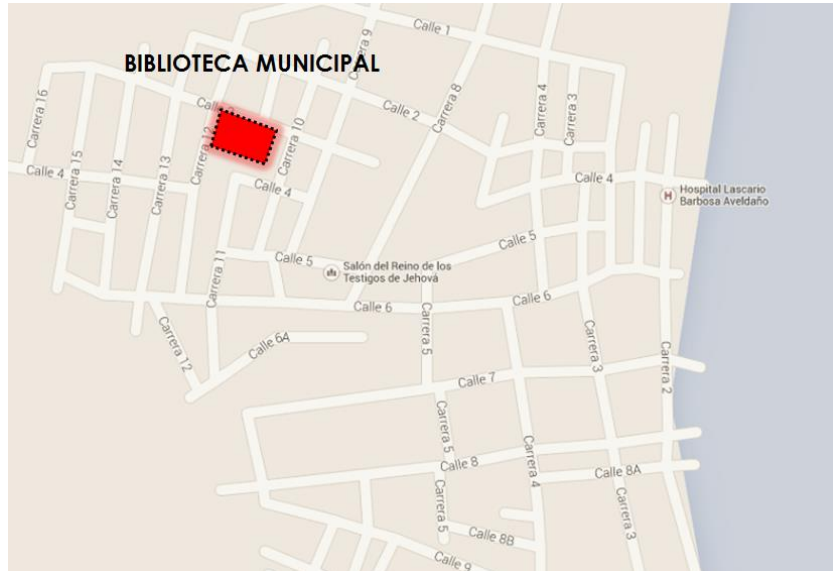 Calle 1
BIBLIOTECA MUNICIPAL
Carrera 9
Carrera 8
Carrera 16
Calle 2
Carrera 4
Carrera 3
Carrera 12
Carrera 10
Calle 4
Carrera 15
Carrera 14
Carrera 13
Calle 4
Calle 4
H
Hospital Lascario
Barbosa Aveldaño
Calle 5
Calle 5
Salón del Reino de los
Testigos de Jehová
Carrera 11
Calle 6
Calle 6
Carrera 12
Calle 6A
Carrera 5
Carrera 3
Carrera 2
Calle 7
Carrera 5
Calle 8
Carrera 4
Calle 8A
Carrera 5
Carrera 3
Calle 8B
Calle 9